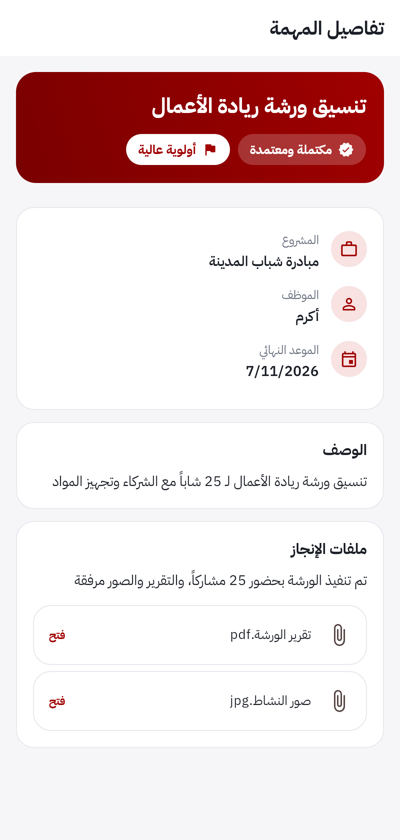 تفاصيل المهمة
تنسيق ورشة ريادة الأعمال
مكتملة ومعتمدة
أولوية عالية
المشروع
مبادرة شباب المدينة
الموظف
أكرم
الموعد النهائي
7/11/2026
الوصف
تنسيق ورشة ريادة الأعمال لـ 25 شاباً مع الشركاء وتجهيز المواد
ملفات الإنجاز
تم تنفيذ الورشة بحضور 25 مشاركاً، والتقرير والصور مرفقة
تقرير الورشة.pdf
فتح
صور النشاط.jpg
فتح